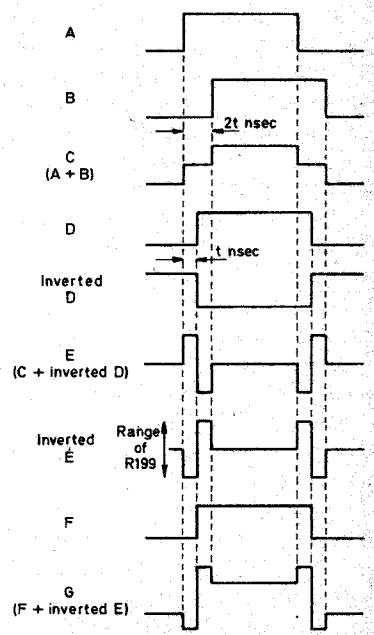 A
B
2t nsec
C
(A + B)
D
t nsec
Inverted
D
E
(C + inverted D)
Inverted
E
Range
of
R199
F
G
(F + inverted E)